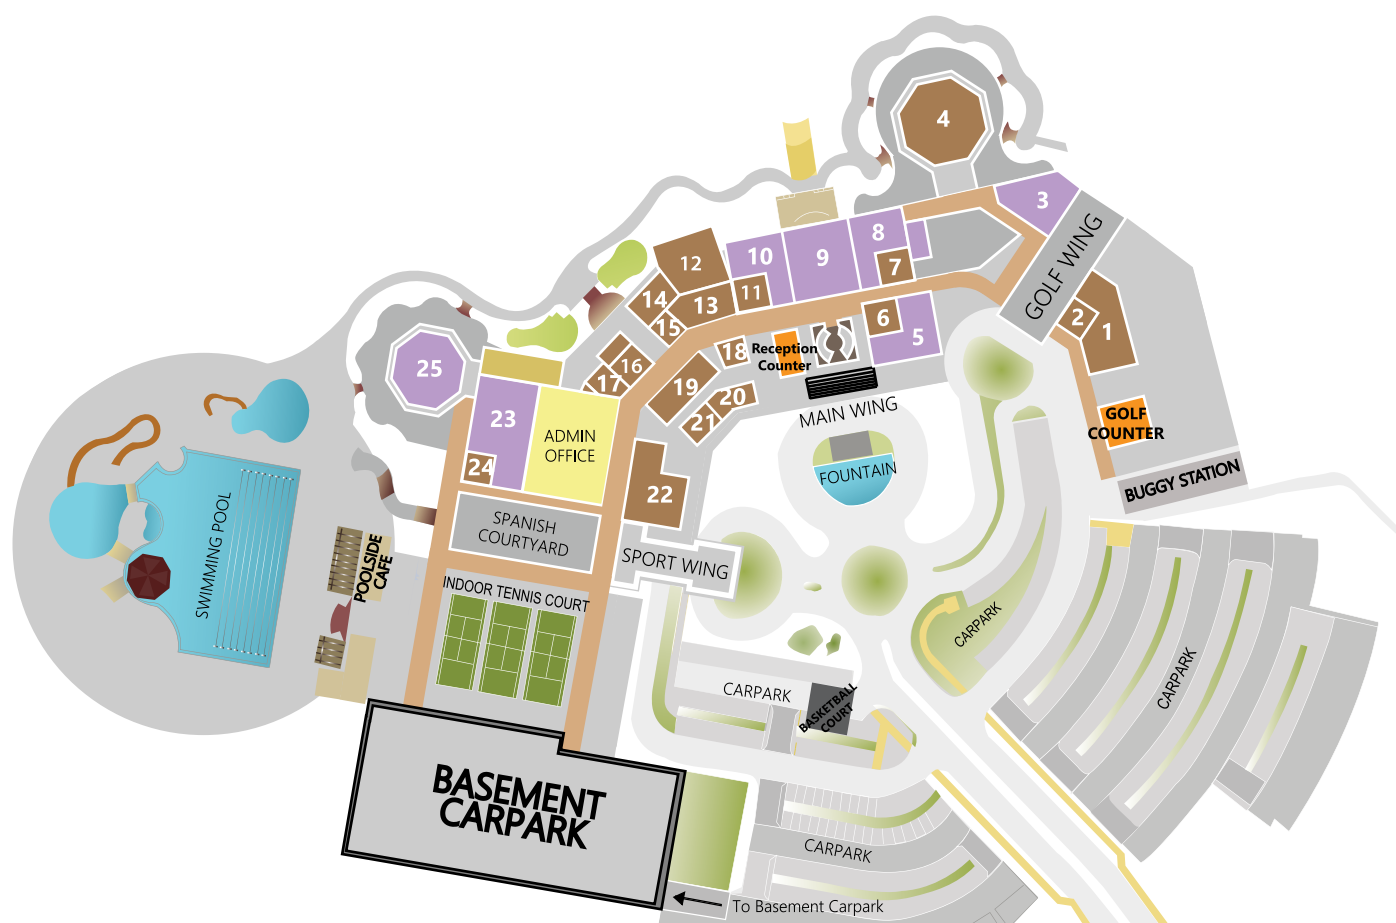 4
3
GOLF WING
8
10
9
7
12
11
14
13
15
6
5
2
1
16
18
Reception
Counter
17
19
20
21
25
MAIN WING
23
ADMIN
OFFICE
24
GOLF
COUNTER
BUGGY STATION
FOUNTAIN
22
SPANISH
COURTYARD
SPORT WING
SWIMMING POOL
POOLSIDE
CAFE
INDOOR TENNIS COURT
CARPARK
CARPARK
CARPARK
BASKETBALL
COURT
BASEMENT
CARPARK
CARPARK
To Basement Carpark